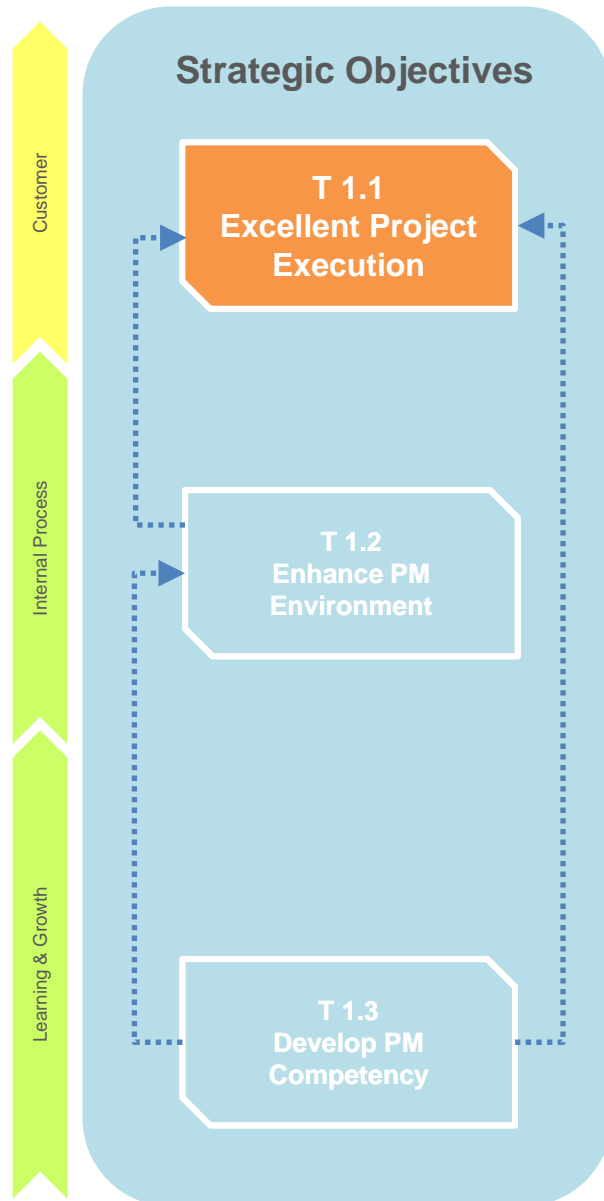 Strategic Objectives
Customer
T 1.1
Excellent Project
Execution
Internal Process
T 1.2
Enhance PM
Environment
Learning & Growth
T 1.3
Develop PM
Competency